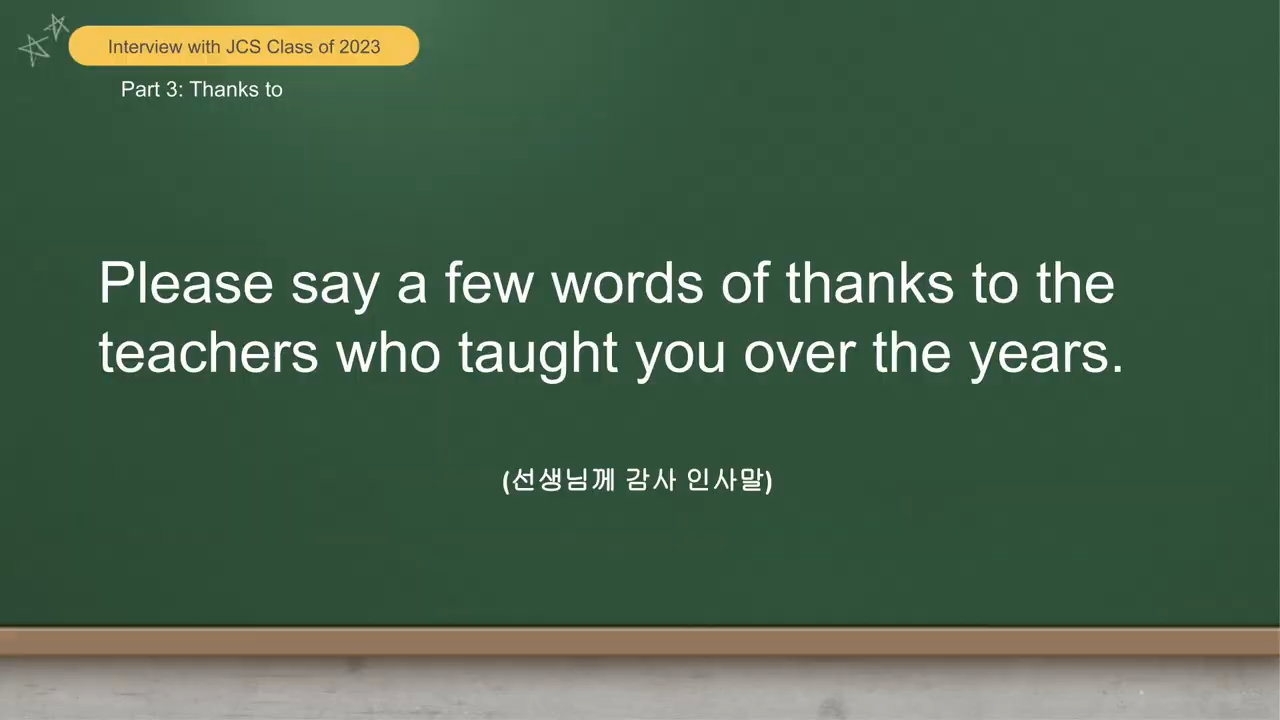 Interview with JCS Class of 2023
Part 3: Thanks to
Please say a few words of thanks to the
teachers who taught you over the years.
(선생님께 감사 인사말)